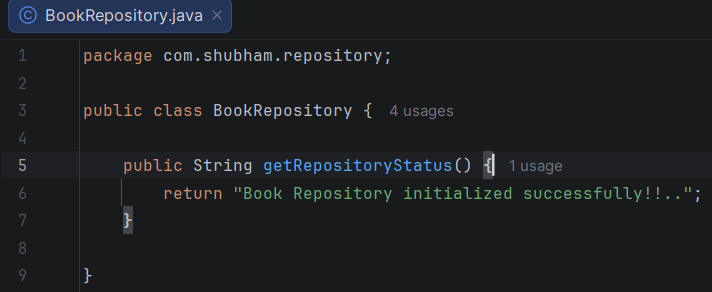 BookRepository.java
1 package com.shubham.repository;
2
3 public class BookRepository { 4 usages
4
5 public String getRepositoryStatus() { 1 usage
6 return "Book Repository initialized successfully!!..";
7 }
8
9 }